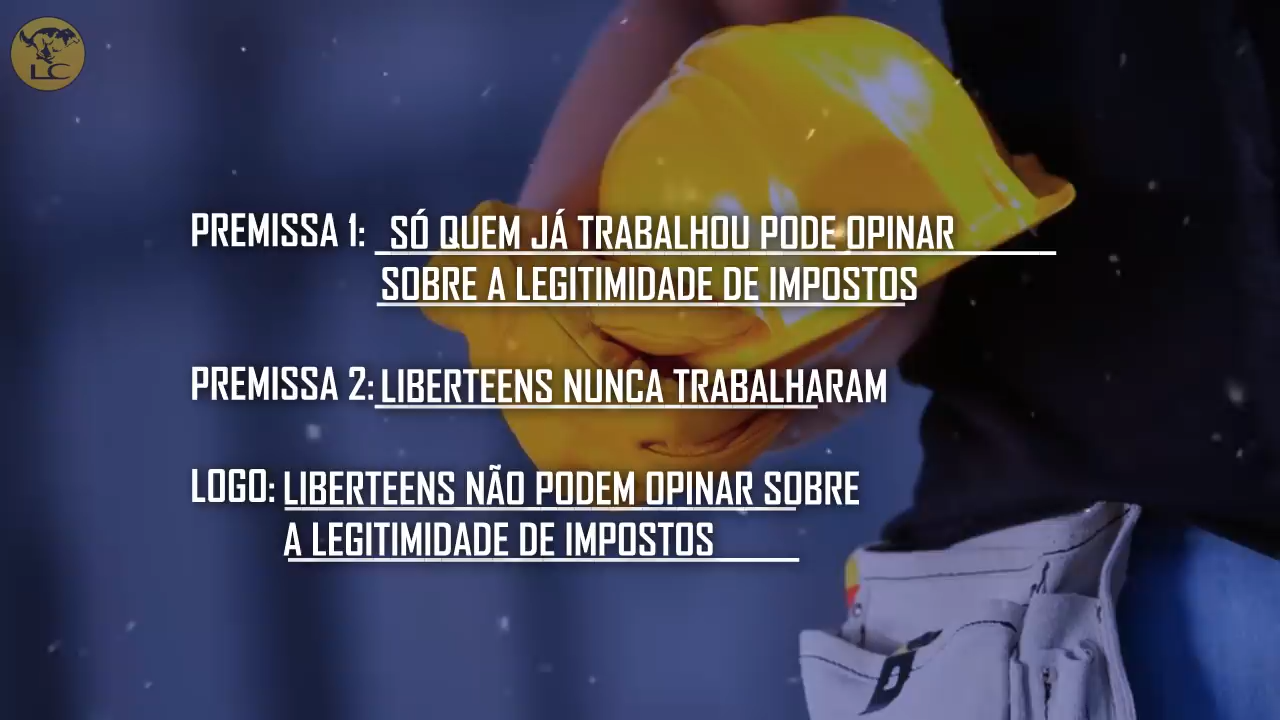 LC
PREMISSA 1: SÓ QUEM JÁ TRABALHOU PODE OPINAR
SOBRE A LEGITIMIDADE DE IMPOSTOS
PREMISSA 2: LIBERTEENS NUNCA TRABALHARAM
LOGO: LIBERTEENS NÃO PODEM OPINAR SOBRE
A LEGITIMIDADE DE IMPOSTOS